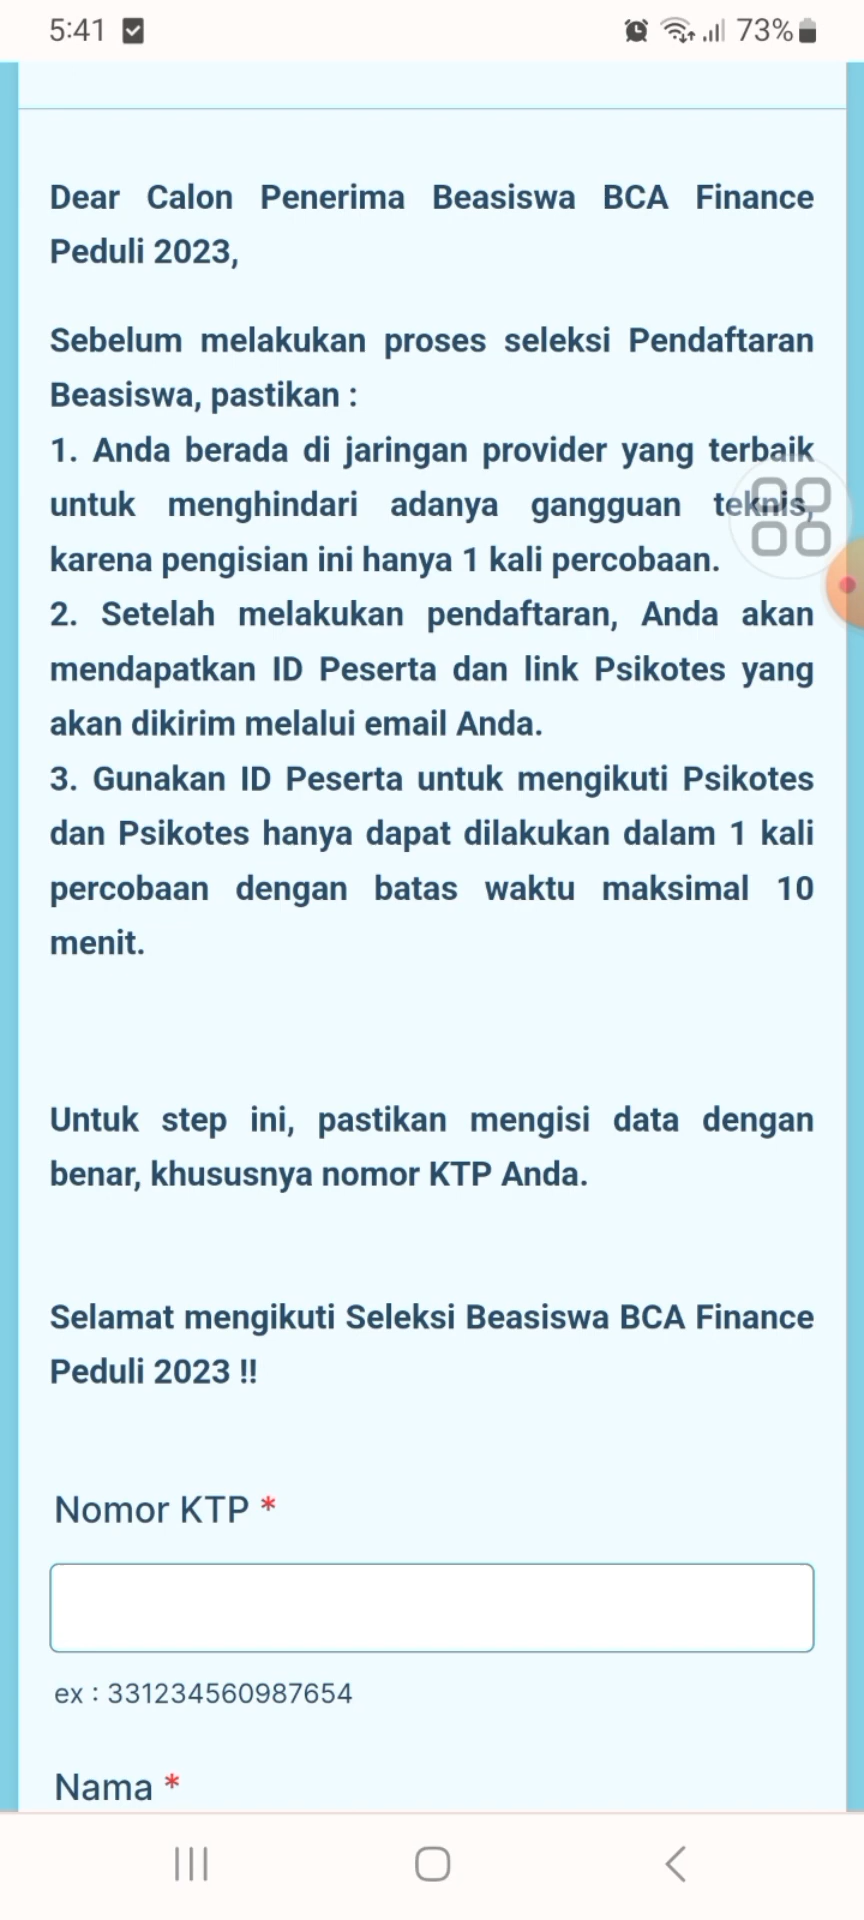 5:41
73%
Dear Calon Penerima Beasiswa BCA Finance
Peduli 2023,
Sebelum melakukan proses seleksi Pendaftaran
Beasiswa, pastikan :
1. Anda berada di jaringan provider yang terbaik
untuk menghindari adanya gangguan teknis,
karena pengisian ini hanya 1 kali percobaan.
2. Setelah melakukan pendaftaran, Anda akan
mendapatkan ID Peserta dan link Psikotes yang
akan dikirim melalui email Anda.
3. Gunakan ID Peserta untuk mengikuti Psikotes
dan Psikotes hanya dapat dilakukan dalam 1 kali
percobaan dengan batas waktu maksimal 10
menit.
Untuk step ini, pastikan mengisi data dengan
benar, khususnya nomor KTP Anda.
Selamat mengikuti Seleksi Beasiswa BCA Finance
Peduli 2023 !!
Nomor KTP *
ex : 331234560987654
Nama *